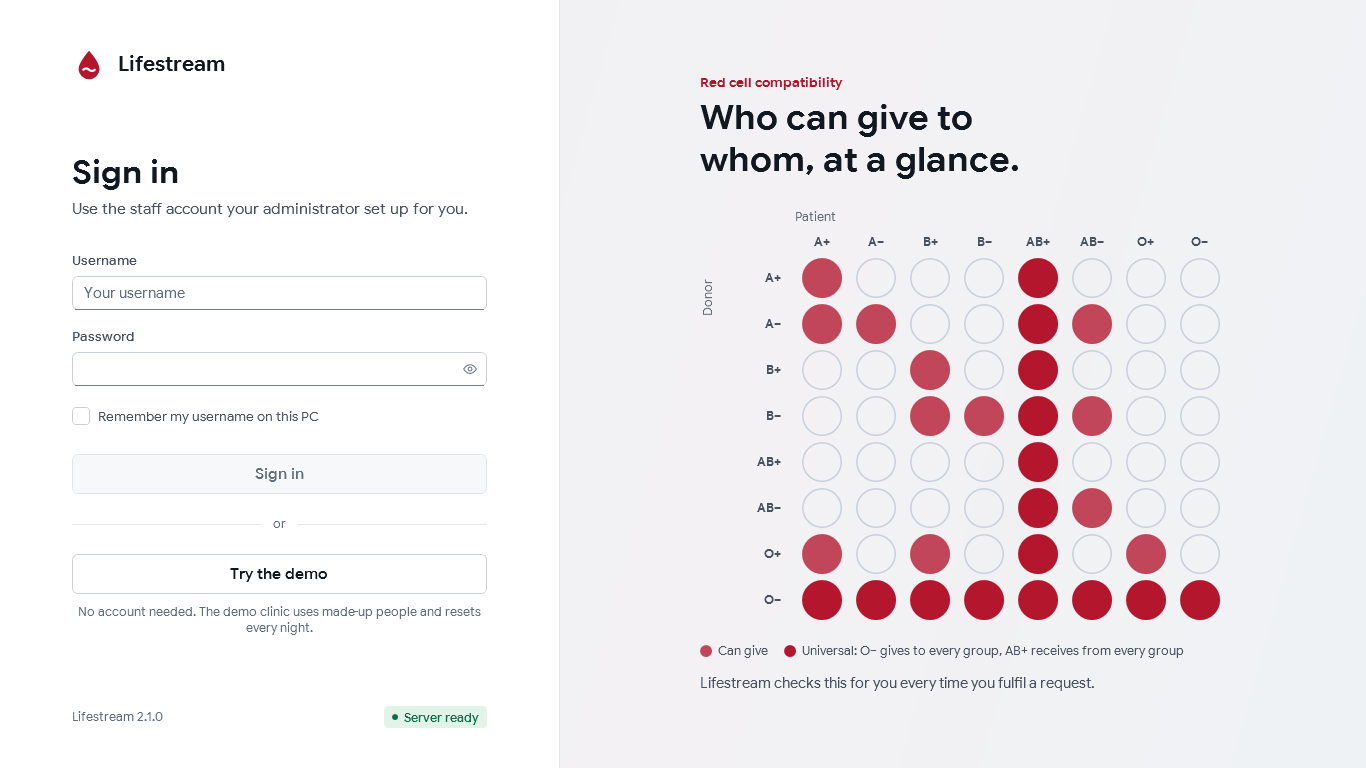 Lifestream
Sign in
Use the staff account your administrator set up for you.
Username
Your username
Password
Remember my username on this PC
Sign in
or
Try the demo
No account needed. The demo clinic uses made-up people and resets
every night.
Lifestream 2.1.0
Server ready
Red cell compatibility
Who can give to
whom, at a glance.
Patient
A+ A− B+ B− AB+ AB− O+ O−
Donor
A+
A−
B+
B−
AB+
AB−
O+
O−
Can give
Universal: O− gives to every group, AB+ receives from every group
Lifestream checks this for you every time you fulfil a request.